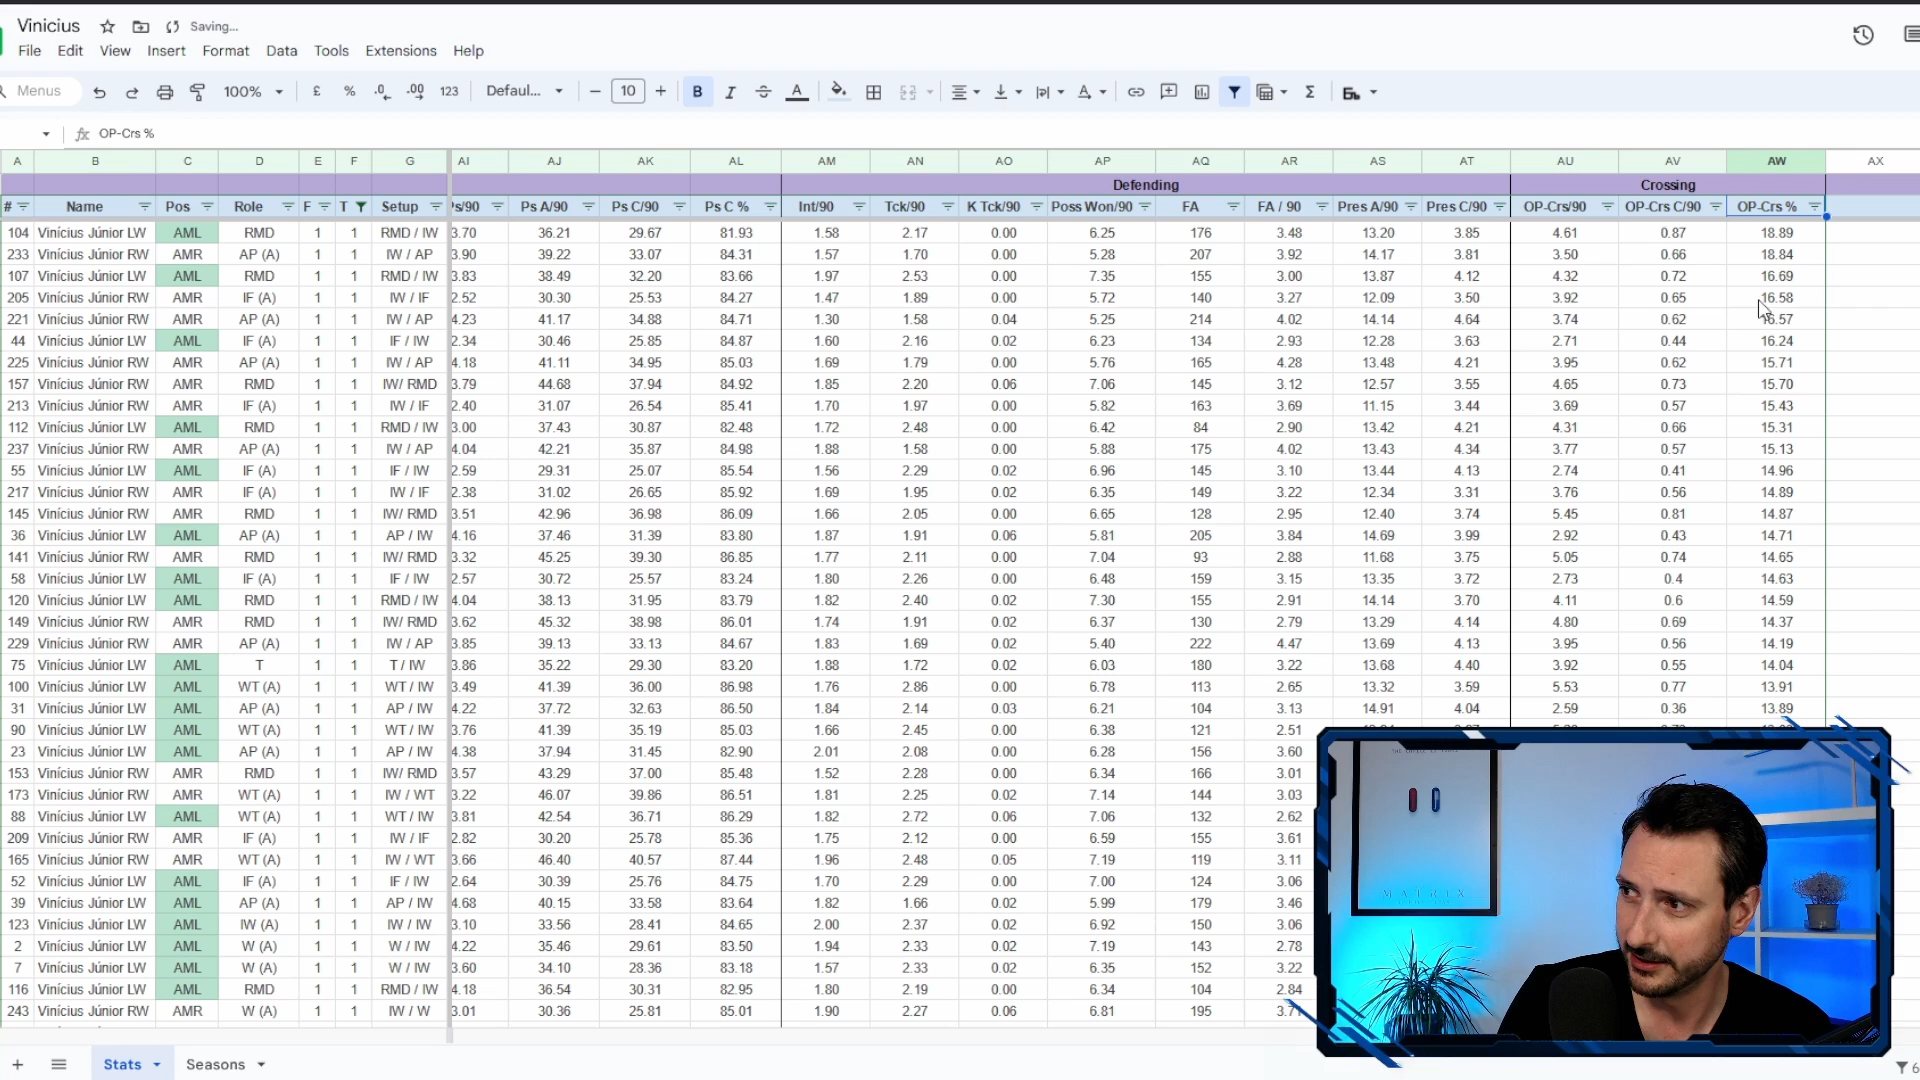 Vinicius Saving...
File Edit View Insert Format Data Tools Extensions Help
Menus 100% £ % .0 .00 123 Defaul... − 10 + B I A Σ
fx OP-Crs %
A B C D E F G AI AJ AK AL AM AN AO AP AQ AR AS AT AU AV AW AX
Defending Crossing
# Name Pos Role F T Setup Ps A/90 Ps C/90 Ps C % Int/90 Tck/90 K Tck/90 Poss Won/90 FA FA / 90 Pres A/90 Pres C/90 OP-Crs/90 OP-Crs C/90 OP-Crs %
104 Vinícius Júnior LW AML RMD 1 1 RMD / IW 3.70 36.21 29.67 81.93 1.58 2.17 0.00 6.25 176 3.48 13.20 3.85 4.61 0.87 18.89
233 Vinícius Júnior RW AMR AP (A) 1 1 IW / AP 3.90 39.22 33.07 84.31 1.57 1.70 0.00 5.28 207 3.92 14.17 3.81 3.50 0.66 18.84
107 Vinícius Júnior LW AML RMD 1 1 RMD / IW 3.83 38.49 32.20 83.66 1.97 2.53 0.00 7.35 155 3.00 13.87 4.12 4.32 0.72 16.69
205 Vinícius Júnior RW AMR IF (A) 1 1 IW / IF 2.52 30.30 25.53 84.27 1.47 1.89 0.00 5.72 140 3.27 12.09 3.50 3.92 0.65 16.58
221 Vinícius Júnior RW AMR AP (A) 1 1 IW / AP 4.23 41.17 34.88 84.71 1.30 1.58 0.04 5.25 214 4.02 14.14 4.64 3.74 0.62 16.57
44 Vinícius Júnior LW AML IF (A) 1 1 IF / IW 2.34 30.46 25.85 84.87 1.60 2.16 0.02 6.23 134 2.93 12.28 3.63 2.71 0.44 16.24
225 Vinícius Júnior RW AMR AP (A) 1 1 IW / AP 4.18 41.11 34.95 85.03 1.69 1.79 0.00 5.76 165 4.28 13.48 4.21 3.95 0.62 15.71
157 Vinícius Júnior RW AMR RMD 1 1 IW/ RMD 3.79 44.68 37.94 84.92 1.85 2.20 0.06 7.06 145 3.12 12.57 3.55 4.65 0.73 15.70
213 Vinícius Júnior RW AMR IF (A) 1 1 IW / IF 2.40 31.07 26.54 85.41 1.70 1.97 0.00 5.82 163 3.69 11.15 3.44 3.69 0.57 15.43
112 Vinícius Júnior LW AML RMD 1 1 RMD / IW 3.00 37.43 30.87 82.48 1.72 2.48 0.00 6.42 84 2.90 13.42 4.21 4.31 0.66 15.31
237 Vinícius Júnior RW AMR AP (A) 1 1 IW / AP 4.04 42.21 35.87 84.98 1.88 1.58 0.00 5.88 175 4.02 13.43 4.34 3.77 0.57 15.13
55 Vinícius Júnior LW AML IF (A) 1 1 IF / IW 2.59 29.31 25.07 85.54 1.56 2.29 0.02 6.96 145 3.10 13.44 4.13 2.74 0.41 14.96
217 Vinícius Júnior RW AMR IF (A) 1 1 IW / IF 2.38 31.02 26.65 85.92 1.69 1.95 0.02 6.35 149 3.22 12.34 3.31 3.76 0.56 14.89
145 Vinícius Júnior RW AMR RMD 1 1 IW/ RMD 3.51 42.96 36.98 86.09 1.66 2.05 0.00 6.65 128 2.95 12.40 3.74 5.45 0.81 14.87
36 Vinícius Júnior LW AML AP (A) 1 1 AP / IW 4.16 37.46 31.39 83.80 1.87 1.91 0.06 5.81 205 3.84 14.69 3.99 2.92 0.43 14.71
141 Vinícius Júnior RW AMR RMD 1 1 IW/ RMD 3.32 45.25 39.30 86.85 1.77 2.11 0.00 7.04 93 2.88 11.68 3.75 5.05 0.74 14.65
58 Vinícius Júnior LW AML IF (A) 1 1 IF / IW 2.57 30.72 25.57 83.24 1.80 2.26 0.00 6.48 159 3.15 13.35 3.72 2.73 0.4 14.63
120 Vinícius Júnior LW AML RMD 1 1 RMD / IW 4.04 38.13 31.95 83.79 1.82 2.40 0.02 7.30 155 2.91 14.14 3.70 4.11 0.6 14.59
149 Vinícius Júnior RW AMR RMD 1 1 IW/ RMD 3.62 45.32 38.98 86.01 1.74 1.91 0.02 6.37 130 2.79 13.29 4.14 4.80 0.69 14.37
229 Vinícius Júnior RW AMR AP (A) 1 1 IW / AP 3.85 39.13 33.13 84.67 1.83 1.69 0.02 5.40 222 4.47 13.69 4.13 3.95 0.56 14.19
75 Vinícius Júnior LW AML T 1 1 T / IW 3.86 35.22 29.30 83.20 1.88 1.72 0.02 6.03 180 3.22 13.68 4.40 3.92 0.55 14.04
100 Vinícius Júnior LW AML WT (A) 1 1 WT / IW 3.49 41.39 36.00 86.98 1.76 2.86 0.00 6.78 113 2.65 13.32 3.59 5.53 0.77 13.91
31 Vinícius Júnior LW AML AP (A) 1 1 AP / IW 4.22 37.72 32.63 86.50 1.84 2.14 0.03 6.21 104 3.13 14.91 4.04 2.59 0.36 13.89
90 Vinícius Júnior LW AML WT (A) 1 1 WT / IW 3.76 41.39 35.19 85.03 1.66 2.45 0.00 6.38 121 2.51
23 Vinícius Júnior LW AML AP (A) 1 1 AP / IW 4.38 37.94 31.45 82.90 2.01 2.08 0.00 6.28 156 3.60
153 Vinícius Júnior RW AMR RMD 1 1 IW/ RMD 3.57 43.29 37.00 85.48 1.52 2.28 0.00 6.34 166 3.01
173 Vinícius Júnior RW AMR WT (A) 1 1 IW / WT 3.22 46.07 39.86 86.51 1.81 2.25 0.02 7.14 144 3.03
88 Vinícius Júnior LW AML WT (A) 1 1 WT / IW 3.81 42.54 36.71 86.29 1.82 2.72 0.06 7.06 132 2.62
209 Vinícius Júnior RW AMR IF (A) 1 1 IW / IF 2.82 30.20 25.78 85.36 1.75 2.12 0.00 6.59 155 3.61
165 Vinícius Júnior RW AMR WT (A) 1 1 IW / WT 3.66 46.40 40.57 87.44 1.96 2.48 0.05 7.19 119 3.11
52 Vinícius Júnior LW AML IF (A) 1 1 IF / IW 2.64 30.39 25.76 84.75 1.70 2.29 0.00 7.00 124 3.06
39 Vinícius Júnior LW AML AP (A) 1 1 AP / IW 4.68 40.15 33.58 83.64 1.82 1.66 0.02 5.99 179 3.46
123 Vinícius Júnior LW AML IW (A) 1 1 IW / IW 3.10 33.56 28.41 84.65 2.00 2.37 0.02 6.92 150 3.06
2 Vinícius Júnior LW AML W (A) 1 1 W / IW 4.22 35.46 29.61 83.50 1.94 2.33 0.02 7.19 143 2.78
7 Vinícius Júnior LW AML W (A) 1 1 W / IW 3.60 34.10 28.36 83.18 1.57 2.33 0.02 6.35 152 3.22
116 Vinícius Júnior LW AML RMD 1 1 RMD / IW 4.18 36.54 30.31 82.95 1.80 2.19 0.00 6.34 104 2.84
243 Vinícius Júnior RW AMR W (A) 1 1 IW / W 3.01 30.36 25.81 85.01 1.90 2.27 0.06 6.81 195
MATRIX
+ Stats Seasons